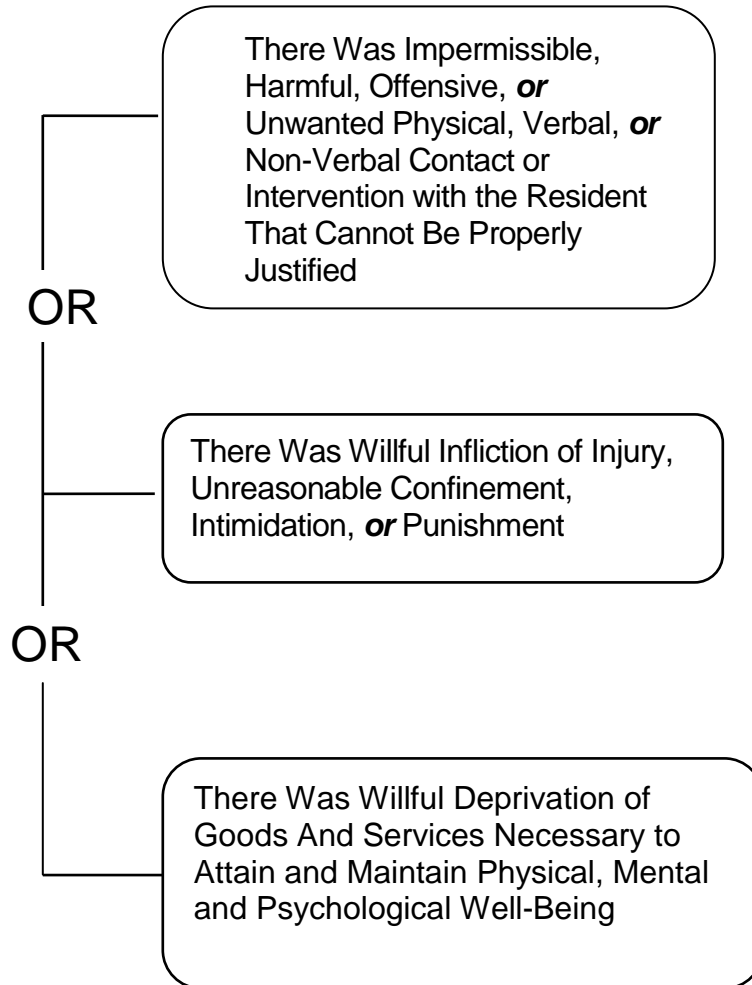 There Was Impermissible,
Harmful, Offensive, or
Unwanted Physical, Verbal, or
Non-Verbal Contact or
Intervention with the Resident
That Cannot Be Properly
Justified
OR
There Was Willful Infliction of Injury,
Unreasonable Confinement,
Intimidation, or Punishment
OR
There Was Willful Deprivation of
Goods And Services Necessary to
Attain and Maintain Physical, Mental
and Psychological Well-Being